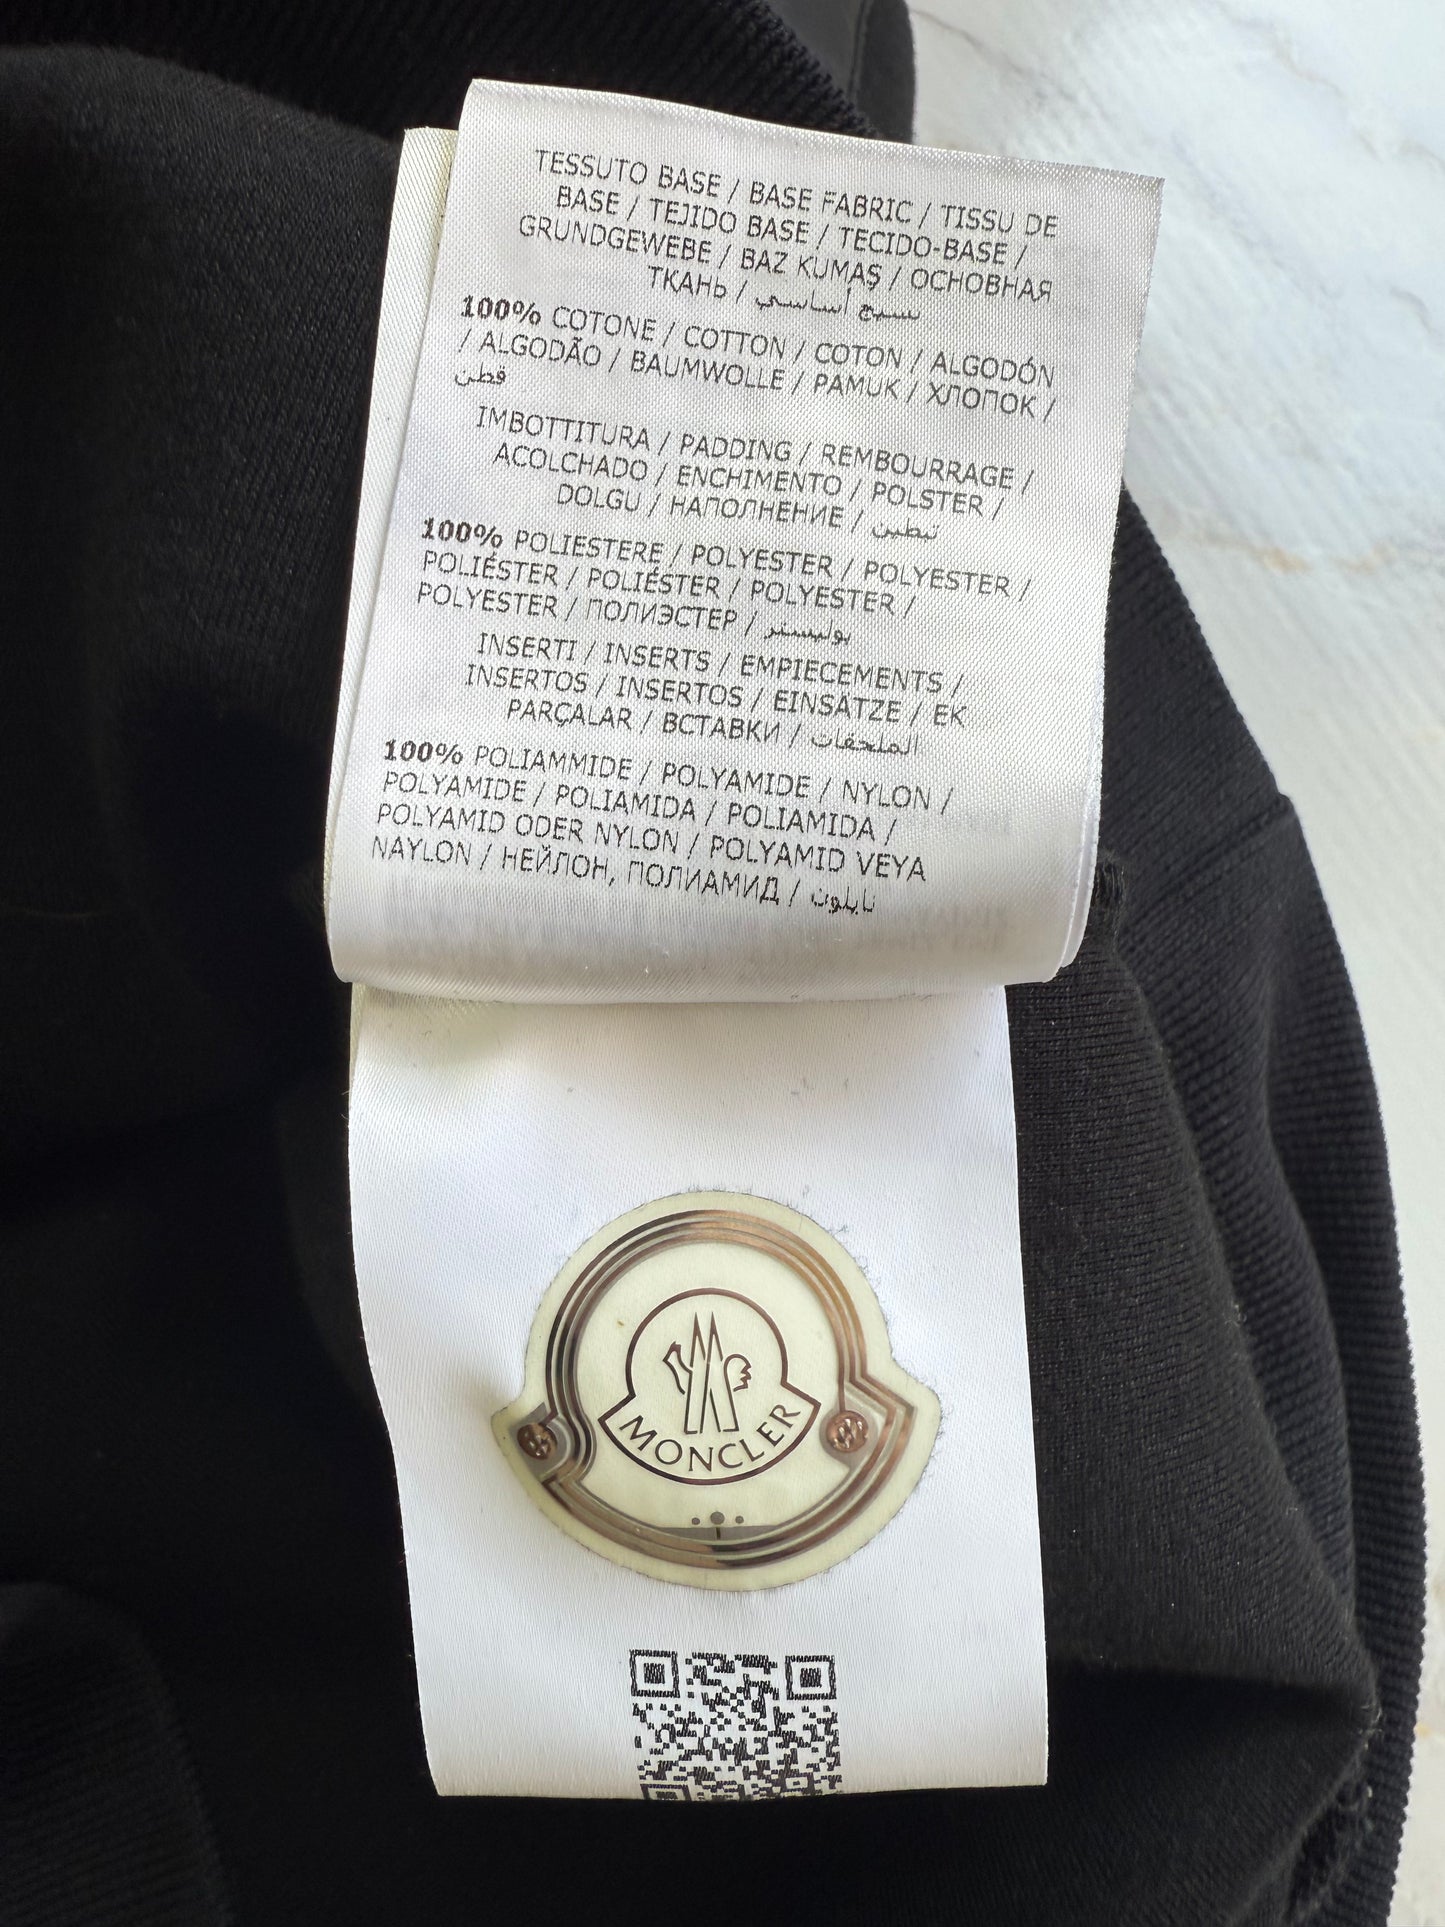 TESSUTO BASE / BASE FABRIC / TISSU DE
BASE / TEJIDO BASE / TECIDO-BASE /
GRUNDGEWEBE / BAZ KUMAŞ / ОСНОВНАЯ
ТКАНЬ / نسيج أساسي
100% COTONE / COTTON / COTON / ALGODÓN
/ ALGODÃO / BAUMWOLLE / PAMUK / ХЛОПОК /
قطن
IMBOTTITURA / PADDING / REMBOURRAGE /
ACOLCHADO / ENCHIMENTO / POLSTER /
DOLGU / НАПОЛНЕНИЕ / تبطين
100% POLIESTERE / POLYESTER / POLYESTER /
POLIÉSTER / POLIÉSTER / POLYESTER /
POLYESTER / ПОЛИЭСТЕР / بوليستر
INSERTI / INSERTS / EMPIECEMENTS /
INSERTOS / INSERTOS / EINSÄTZE / EK
PARÇALAR / ВСТАВКИ / الملحقات
100% POLIAMMIDE / POLYAMIDE / NYLON /
POLYAMIDE / POLIAMIDA / POLIAMIDA /
POLYAMID ODER NYLON / POLYAMID VEYA
NAYLON / НЕЙЛОН, ПОЛИАМИД / نايلون
MONCLER